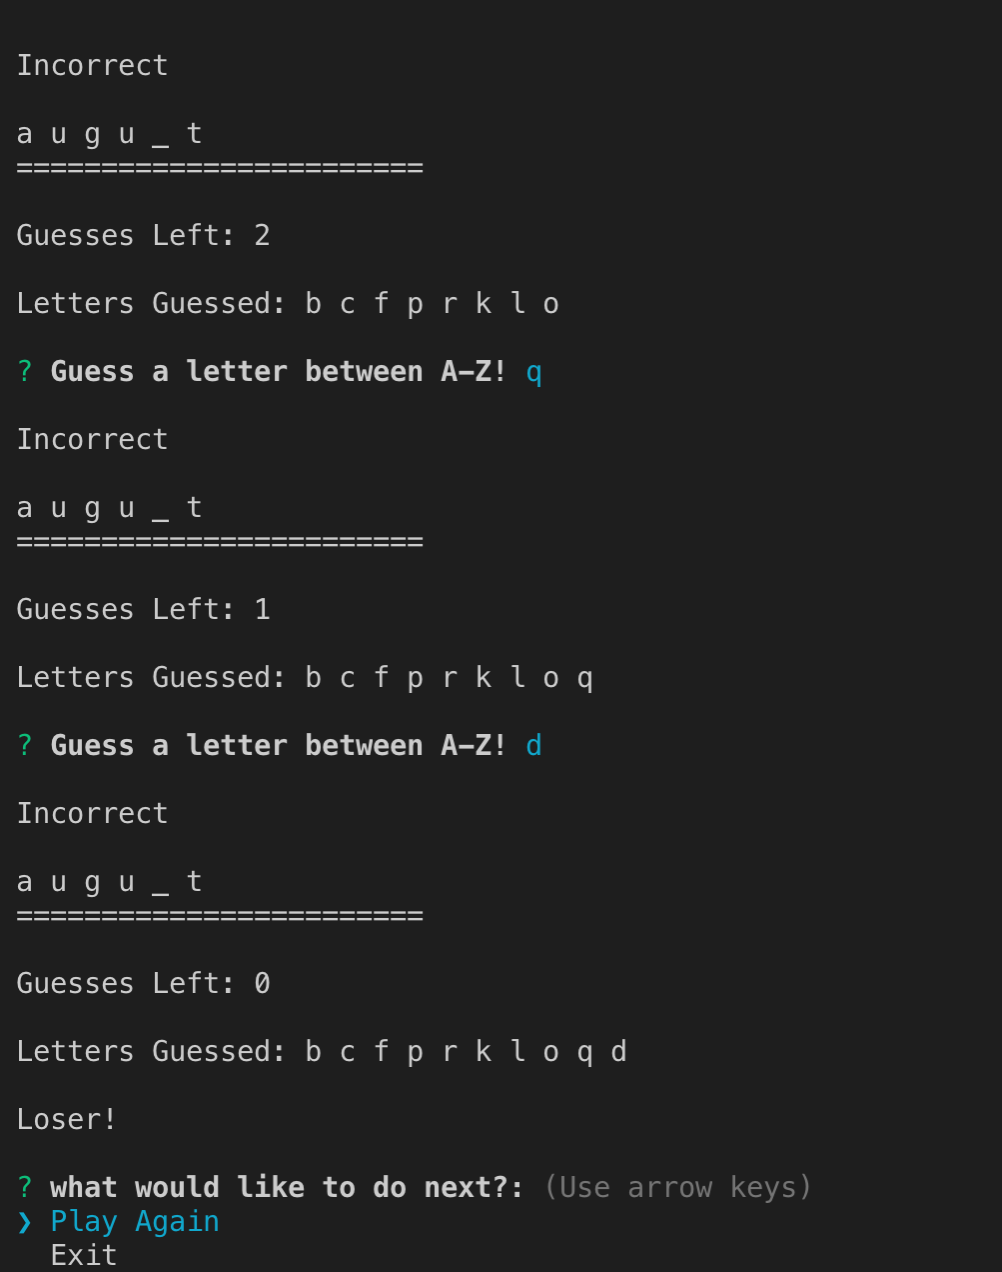 Incorrect
a u g u _ t
========================
Guesses Left: 2
Letters Guessed: b c f p r k l o
? Guess a letter between A-Z! q
Incorrect
a u g u _ t
========================
Guesses Left: 1
Letters Guessed: b c f p r k l o q
? Guess a letter between A-Z! d
Incorrect
a u g u _ t
========================
Guesses Left: 0
Letters Guessed: b c f p r k l o q d
Loser!
? what would like to do next?: (Use arrow keys)
❯ Play Again
Exit